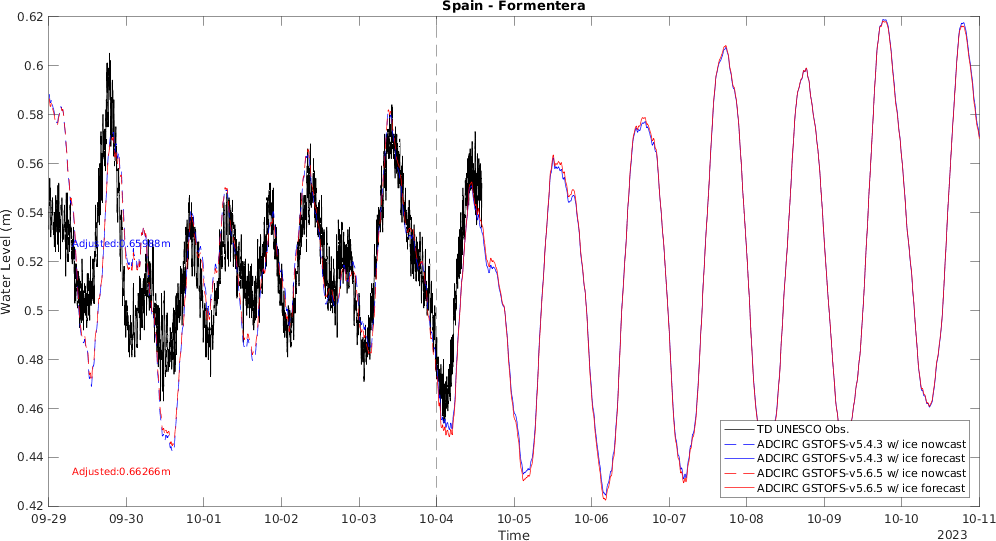 Spain - Formentera
0.62
0.6
0.58
0.56
0.54
0.52
0.5
0.48
0.46
0.44
0.42
Water Level (m)
Adjusted:0.65988m
Adjusted:0.66266m
TD UNESCO Obs.
ADCIRC GSTOFS-v5.4.3 w/ ice nowcast
ADCIRC GSTOFS-v5.4.3 w/ ice forecast
ADCIRC GSTOFS-v5.6.5 w/ ice nowcast
ADCIRC GSTOFS-v5.6.5 w/ ice forecast
09-29 09-30 10-01 10-02 10-03 10-04 10-05 10-06 10-07 10-08 10-09 10-10 10-11
Time
2023